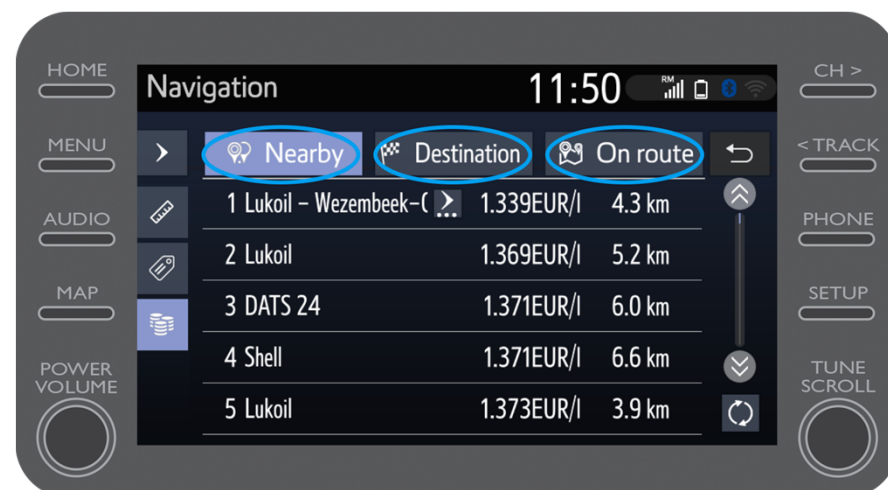 HOME
Navigation 11:50 RM
CH >
MENU
Nearby Destination On route
< TRACK
1 Lukoil – Wezembeek–( 1.339EUR/l 4.3 km
AUDIO
PHONE
2 Lukoil 1.369EUR/l 5.2 km
MAP
3 DATS 24 1.371EUR/l 6.0 km
SETUP
4 Shell 1.371EUR/l 6.6 km
POWER
VOLUME
TUNE
SCROLL
5 Lukoil 1.373EUR/l 3.9 km